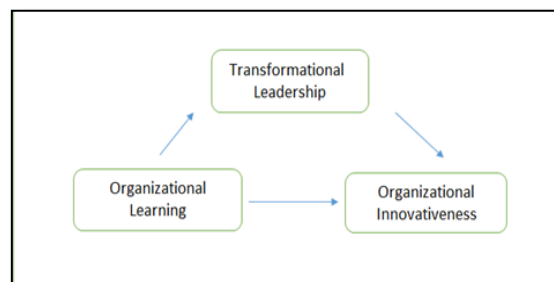 Transformational
Leadership
Organizational
Learning
Organizational
Innovativeness